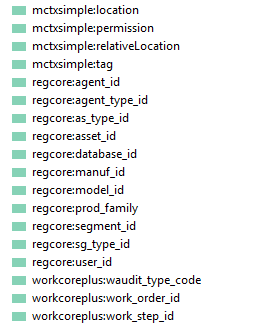 mctxsimple:location
mctxsimple:permission
mctxsimple:relativeLocation
mctxsimple:tag
regcore:agent_id
regcore:agent_type_id
regcore:as_type_id
regcore:asset_id
regcore:database_id
regcore:manuf_id
regcore:model_id
regcore:prod_family
regcore:segment_id
regcore:sg_type_id
regcore:user_id
workcoreplus:waudit_type_code
workcoreplus:work_order_id
workcoreplus:work_step_id